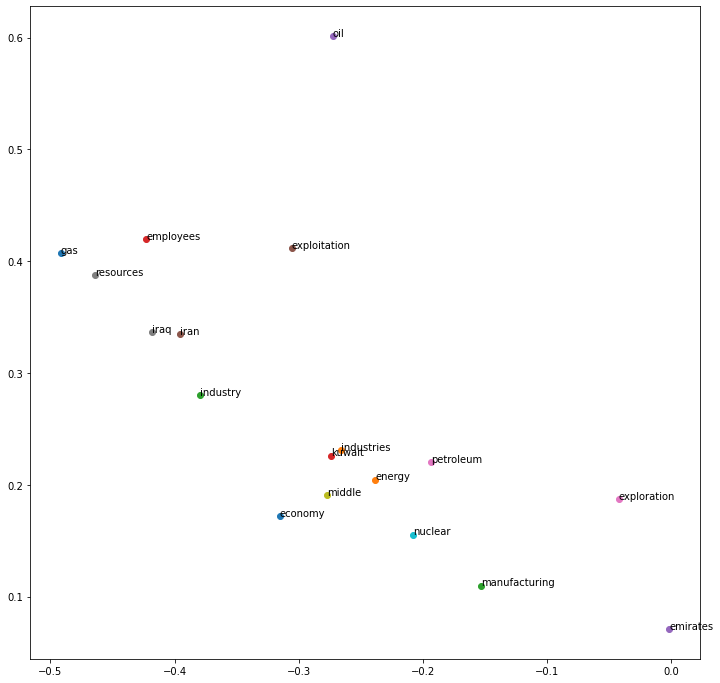 0.6
0.5
0.4
0.3
0.2
0.1
oil
employees
exploitation
gas
resources
iraq
iran
industry
industries
kuwait
petroleum
energy
middle
exploration
economy
nuclear
manufacturing
emirates
−0.5
−0.4
−0.3
−0.2
−0.1
0.0